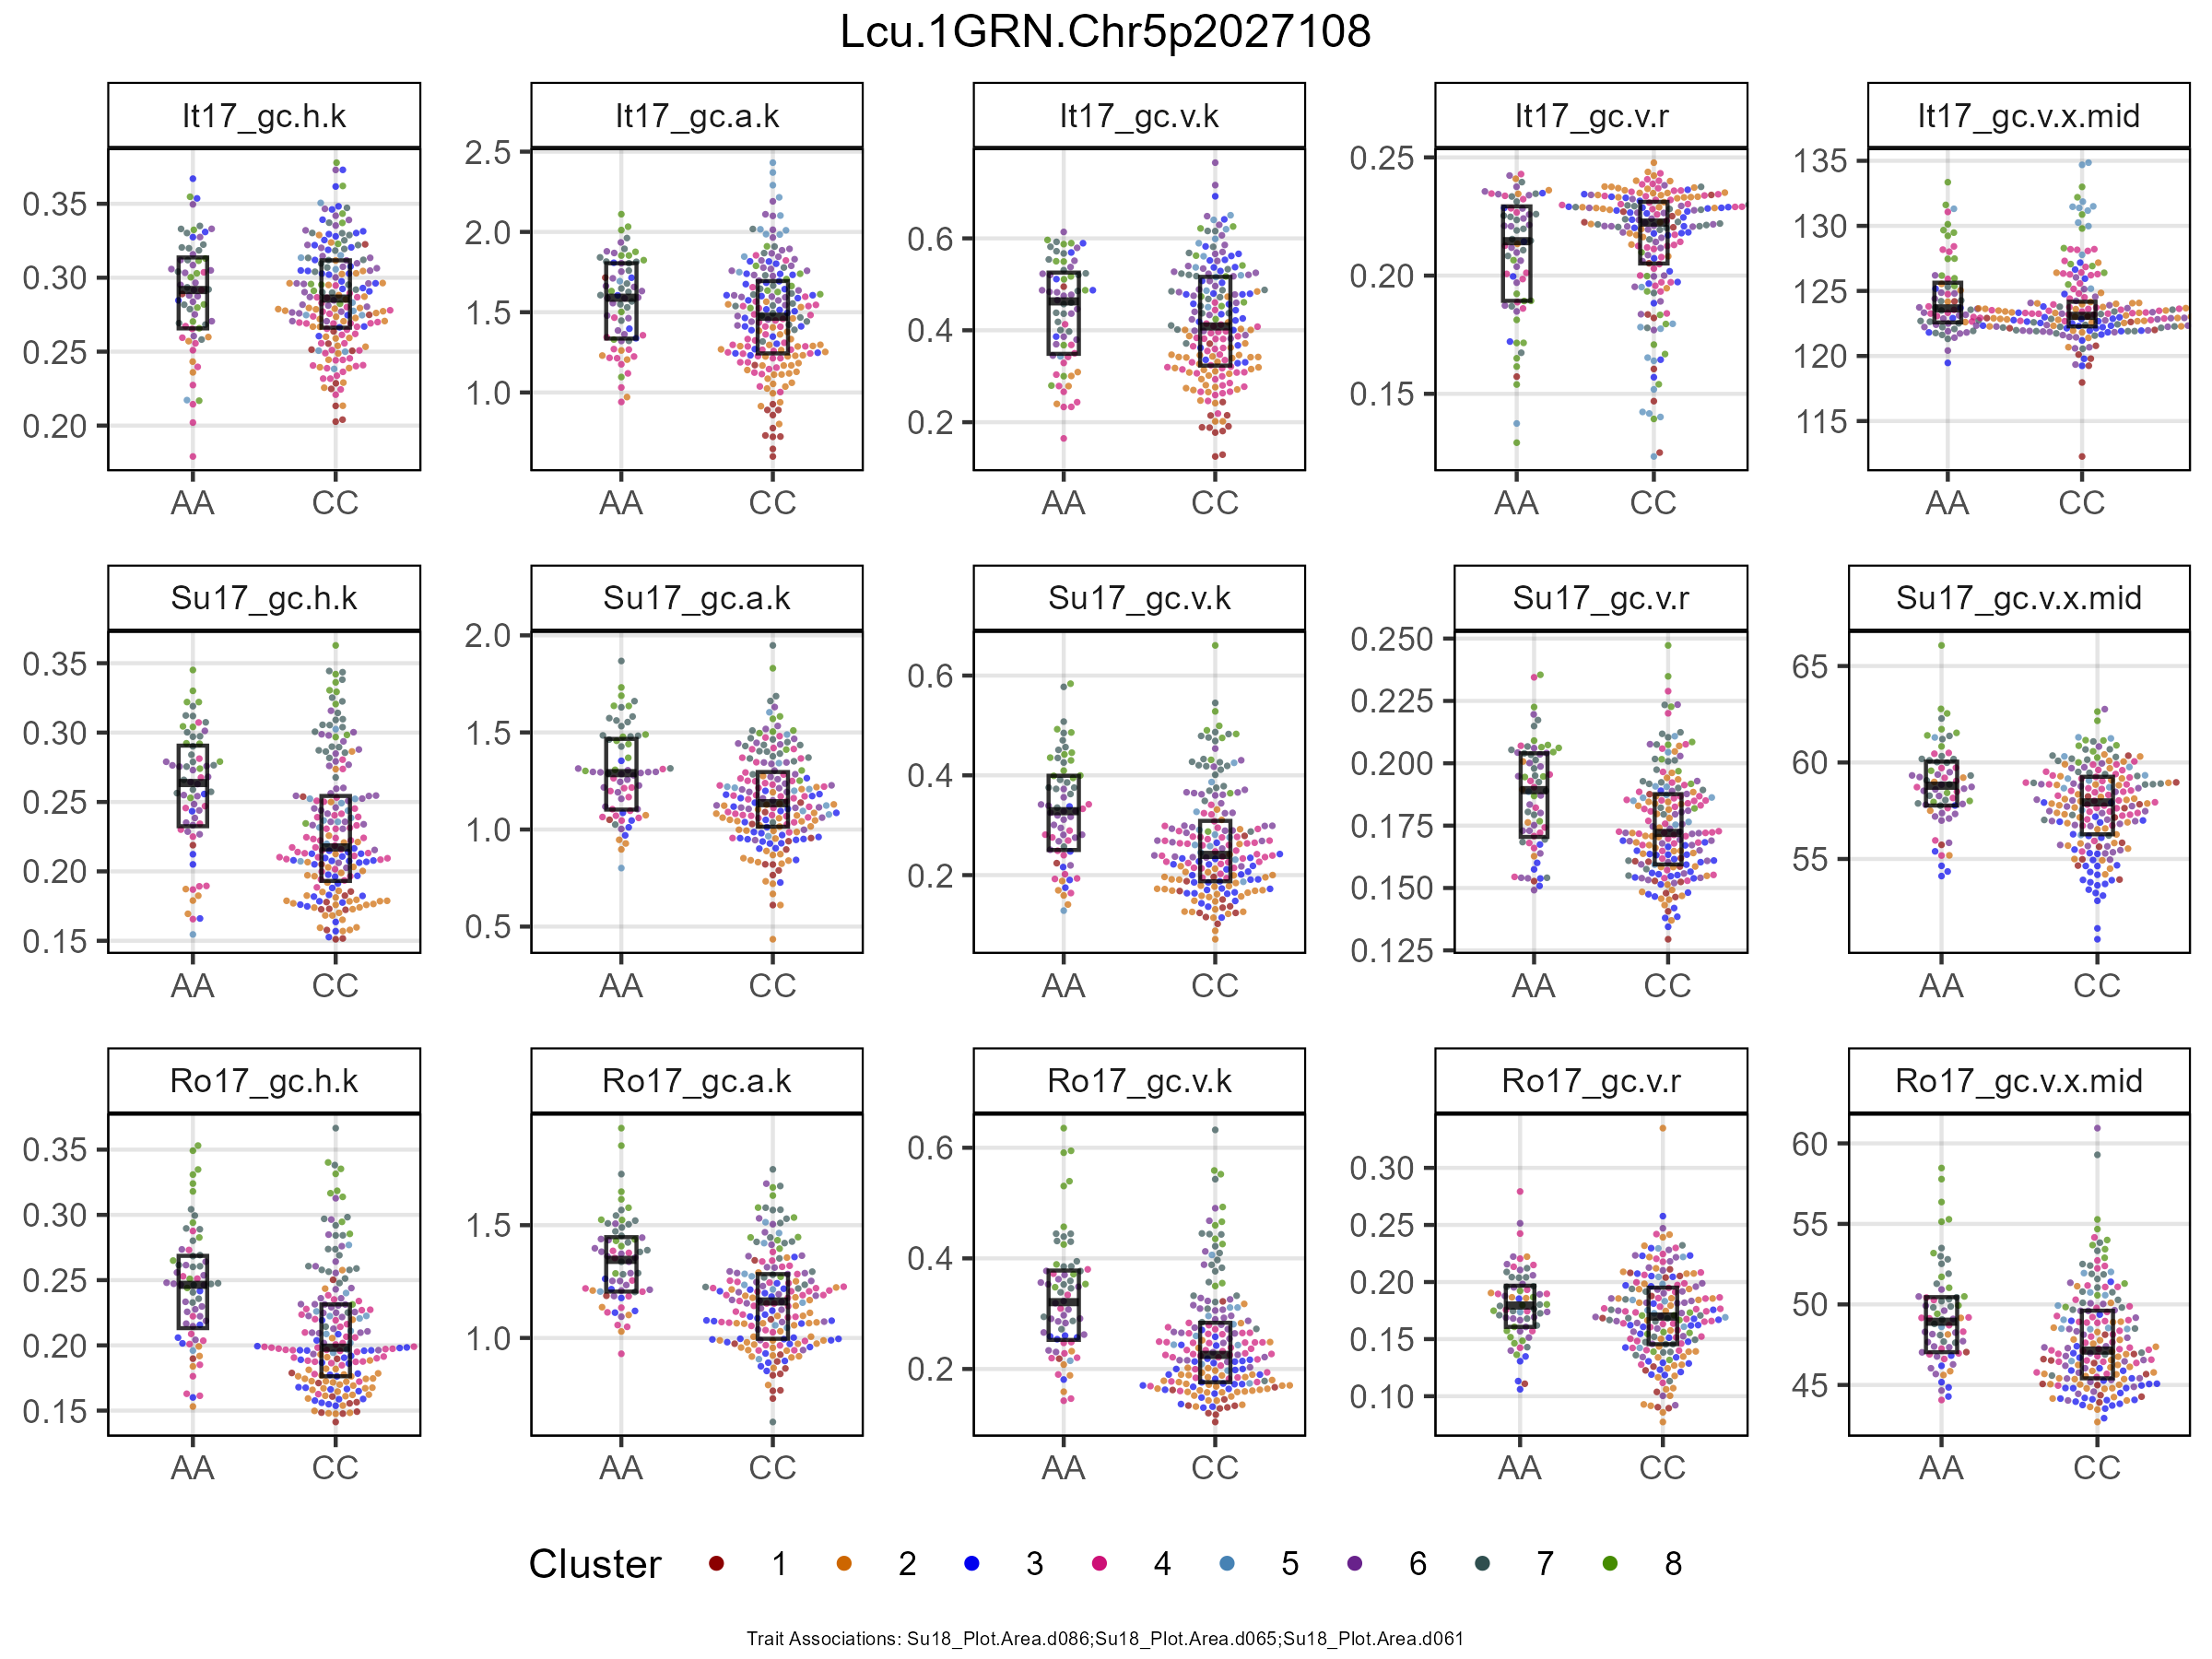 Lcu.1GRN.Chr5p2027108
It17_gc.h.k
It17_gc.a.k
It17_gc.v.k
It17_gc.v.r
It17_gc.v.x.mid
0.35
0.30
0.25
0.20
AA CC
2.5
2.0
1.5
1.0
AA CC
0.6
0.4
0.2
AA CC
0.25
0.20
0.15
AA CC
135
130
125
120
115
AA CC
Su17_gc.h.k
Su17_gc.a.k
Su17_gc.v.k
Su17_gc.v.r
Su17_gc.v.x.mid
0.35
0.30
0.25
0.20
0.15
AA CC
2.0
1.5
1.0
0.5
AA CC
0.6
0.4
0.2
AA CC
0.250
0.225
0.200
0.175
0.150
0.125
AA CC
65
60
55
AA CC
Ro17_gc.h.k
Ro17_gc.a.k
Ro17_gc.v.k
Ro17_gc.v.r
Ro17_gc.v.x.mid
0.35
0.30
0.25
0.20
0.15
AA CC
1.5
1.0
AA CC
0.6
0.4
0.2
AA CC
0.30
0.25
0.20
0.15
0.10
AA CC
60
55
50
45
AA CC
Cluster 1 2 3 4 5 6 7 8
Trait Associations: Su18_Plot.Area.d086;Su18_Plot.Area.d065;Su18_Plot.Area.d061